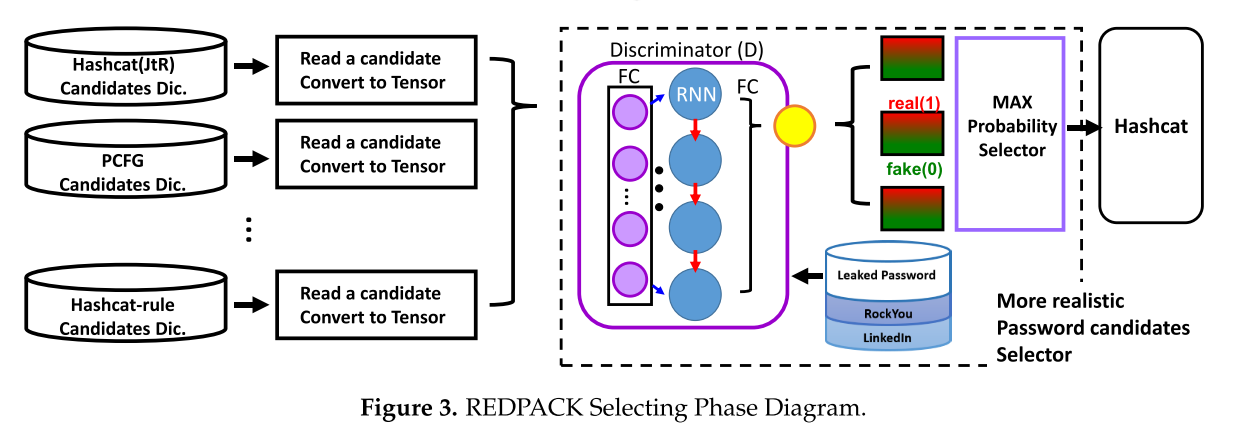 Hashcat(JtR)
Candidates Dic.
Read a candidate
Convert to Tensor
PCFG
Candidates Dic.
Read a candidate
Convert to Tensor
Hashcat-rule
Candidates Dic.
Read a candidate
Convert to Tensor
Discriminator (D)
FC
RNN
FC
real(1)
fake(0)
MAX
Probability
Selector
Hashcat
Leaked Password
RockYou
LinkedIn
More realistic
Password candidates
Selector
Figure 3. REDPACK Selecting Phase Diagram.